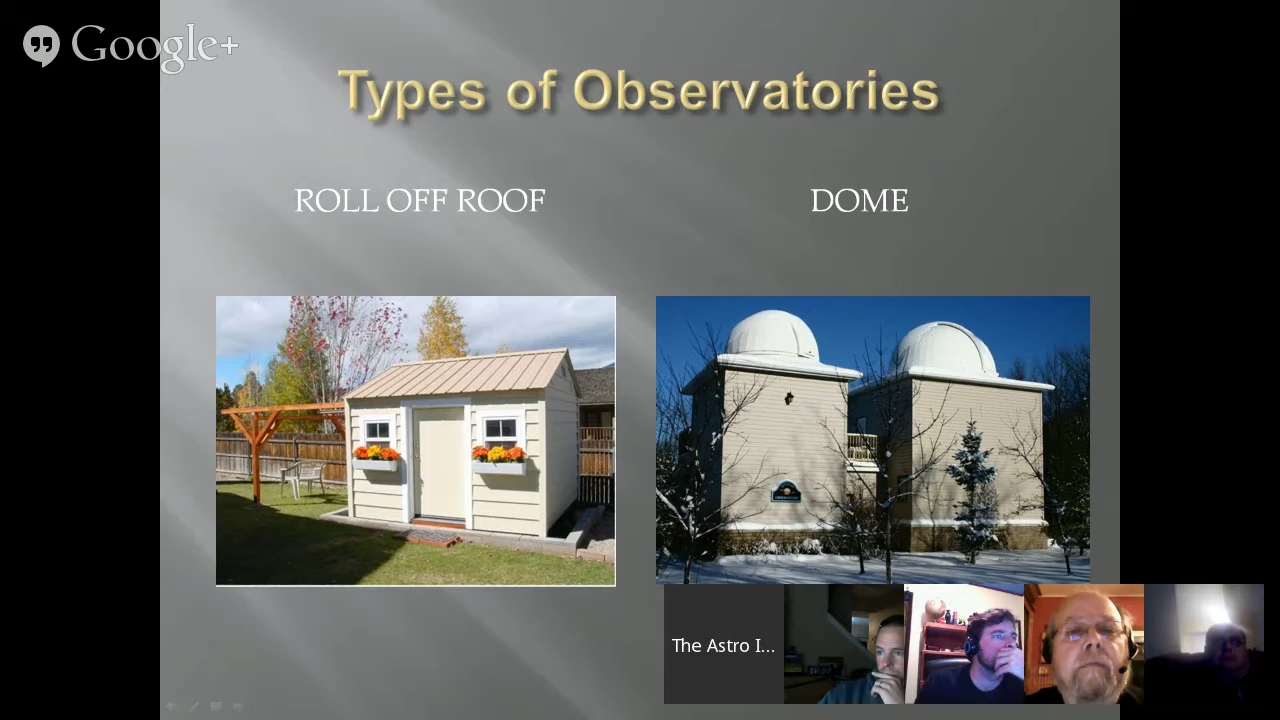 Google+
Types of Observatories
ROLL OFF ROOF
DOME
The Astro I...